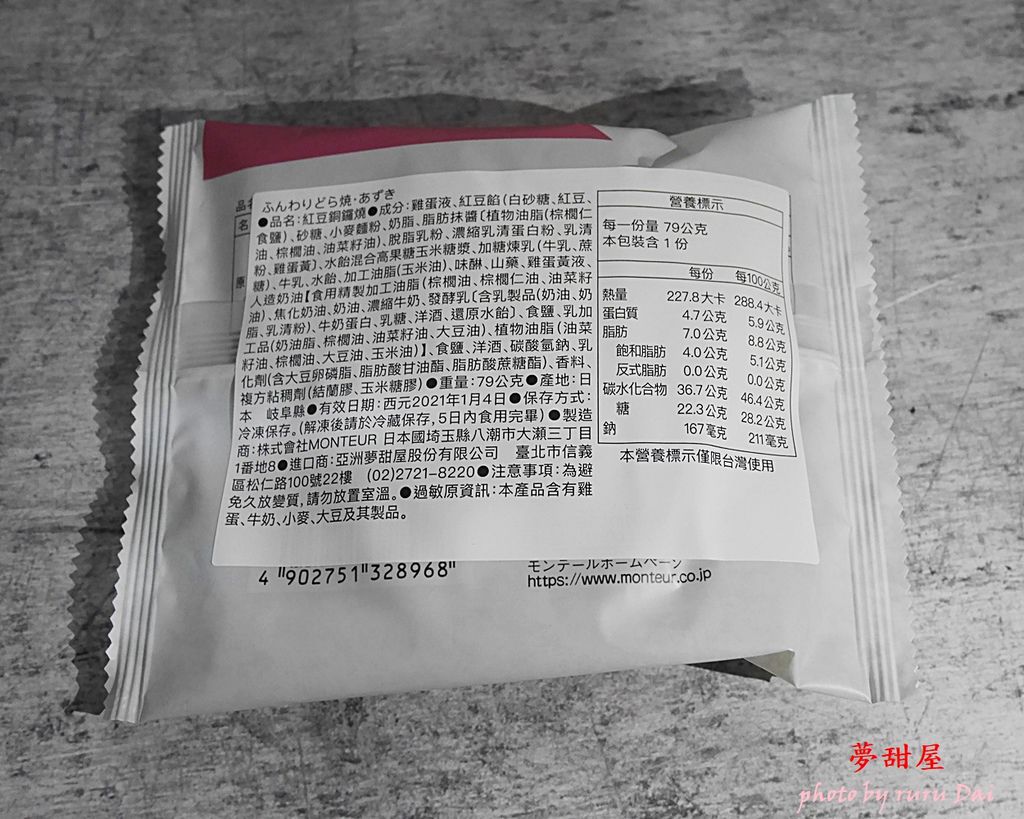 品
名
原
ふんわりどら焼・あずき
●品名:紅豆銅鑼燒●成分:雞蛋液、紅豆餡(白砂糖、紅豆、
食鹽)、砂糖、小麥麵粉、奶脂、脂肪抹醬〔植物油脂(棕櫚仁
油、棕櫚油、油菜籽油)、脫脂乳粉、濃縮乳清蛋白粉、乳清
粉、雞蛋黃〕、水飴混合高果糖玉米糖漿、加糖煉乳(牛乳、蔗
糖)、牛乳、水飴、加工油脂(玉米油)、味醂、山藥、雞蛋黃液、
人造奶油【食用精製加工油脂(棕櫚油、棕櫚仁油、油菜籽
油)、焦化奶油、奶油、濃縮牛奶、發酵乳〔含乳製品(奶油、奶
脂、乳清粉)、牛奶蛋白、乳糖、洋酒、還原水飴〕、食鹽、乳加
工品(奶油脂、棕櫚油、油菜籽油、大豆油)、植物油脂(油菜
籽油、棕櫚油、大豆油、玉米油)】、食鹽、洋酒、碳酸氫鈉、乳
化劑(含大豆卵磷脂、脂肪酸甘油酯、脂肪酸蔗糖酯)、香料、
複方粘稠劑(結蘭膠、玉米糖膠)●重量:79公克●產地:日
本 岐阜縣●有效日期:西元2021年1月4日●保存方式:
冷凍保存。(解凍後請於冷藏保存,5日內食用完畢)●製造
商:株式會社MONTEUR 日本國埼玉縣八潮市大瀬三丁目
1番地8●進口商:亞洲夢甜屋股份有限公司 臺北市信義
區松仁路100號22樓 (02)2721-8220●注意事項:為避
免久放變質,請勿放置室溫。●過敏原資訊:本產品含有雞
蛋、牛奶、小麥、大豆及其製品。
營養標示
每一份量 79公克
本包裝含 1 份
每份 每100公克
熱量 227.8大卡 288.4大卡
蛋白質 4.7公克 5.9公克
脂肪 7.0公克 8.8公克
飽和脂肪 4.0公克 5.1公克
反式脂肪 0.0公克 0.0公克
碳水化合物 36.7公克 46.4公克
糖 22.3公克 28.2公克
鈉 167毫克 211毫克
本營養標示僅限台灣使用
4 "902751"328968"
モンテールホームページ
https://www.monteur.co.jp
夢甜屋
photo by ruru Dai